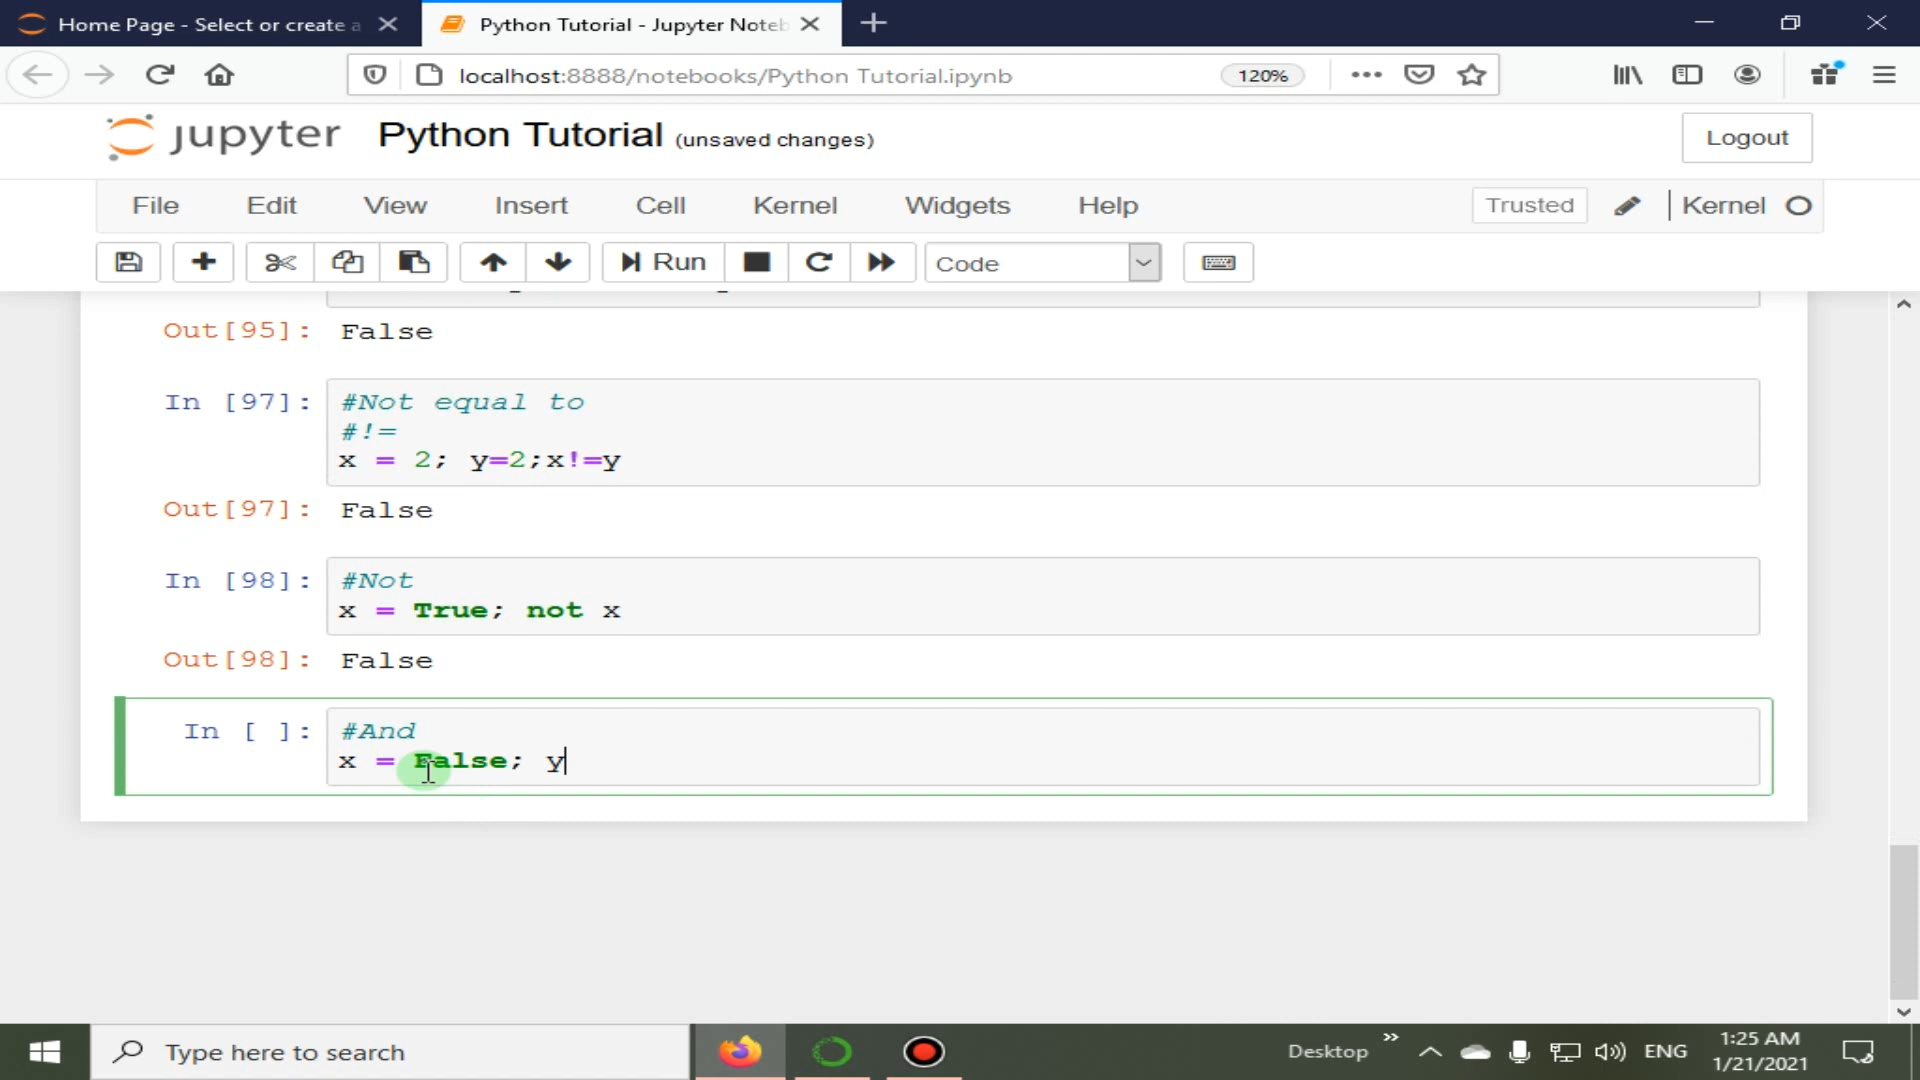 Home Page - Select or create a
Python Tutorial - Jupyter Noteb
localhost:8888/notebooks/Python Tutorial.ipynb
120%
jupyter Python Tutorial (unsaved changes)
Logout
File Edit View Insert Cell Kernel Widgets Help
Trusted
Kernel
Run
Code
Out[95]: False
In [97]: #Not equal to
#!=
x = 2; y=2;x!=y
Out[97]: False
In [98]: #Not
x = True; not x
Out[98]: False
In [ ]: #And
x = False; y
Type here to search
Desktop
ENG
1:25 AM
1/21/2021